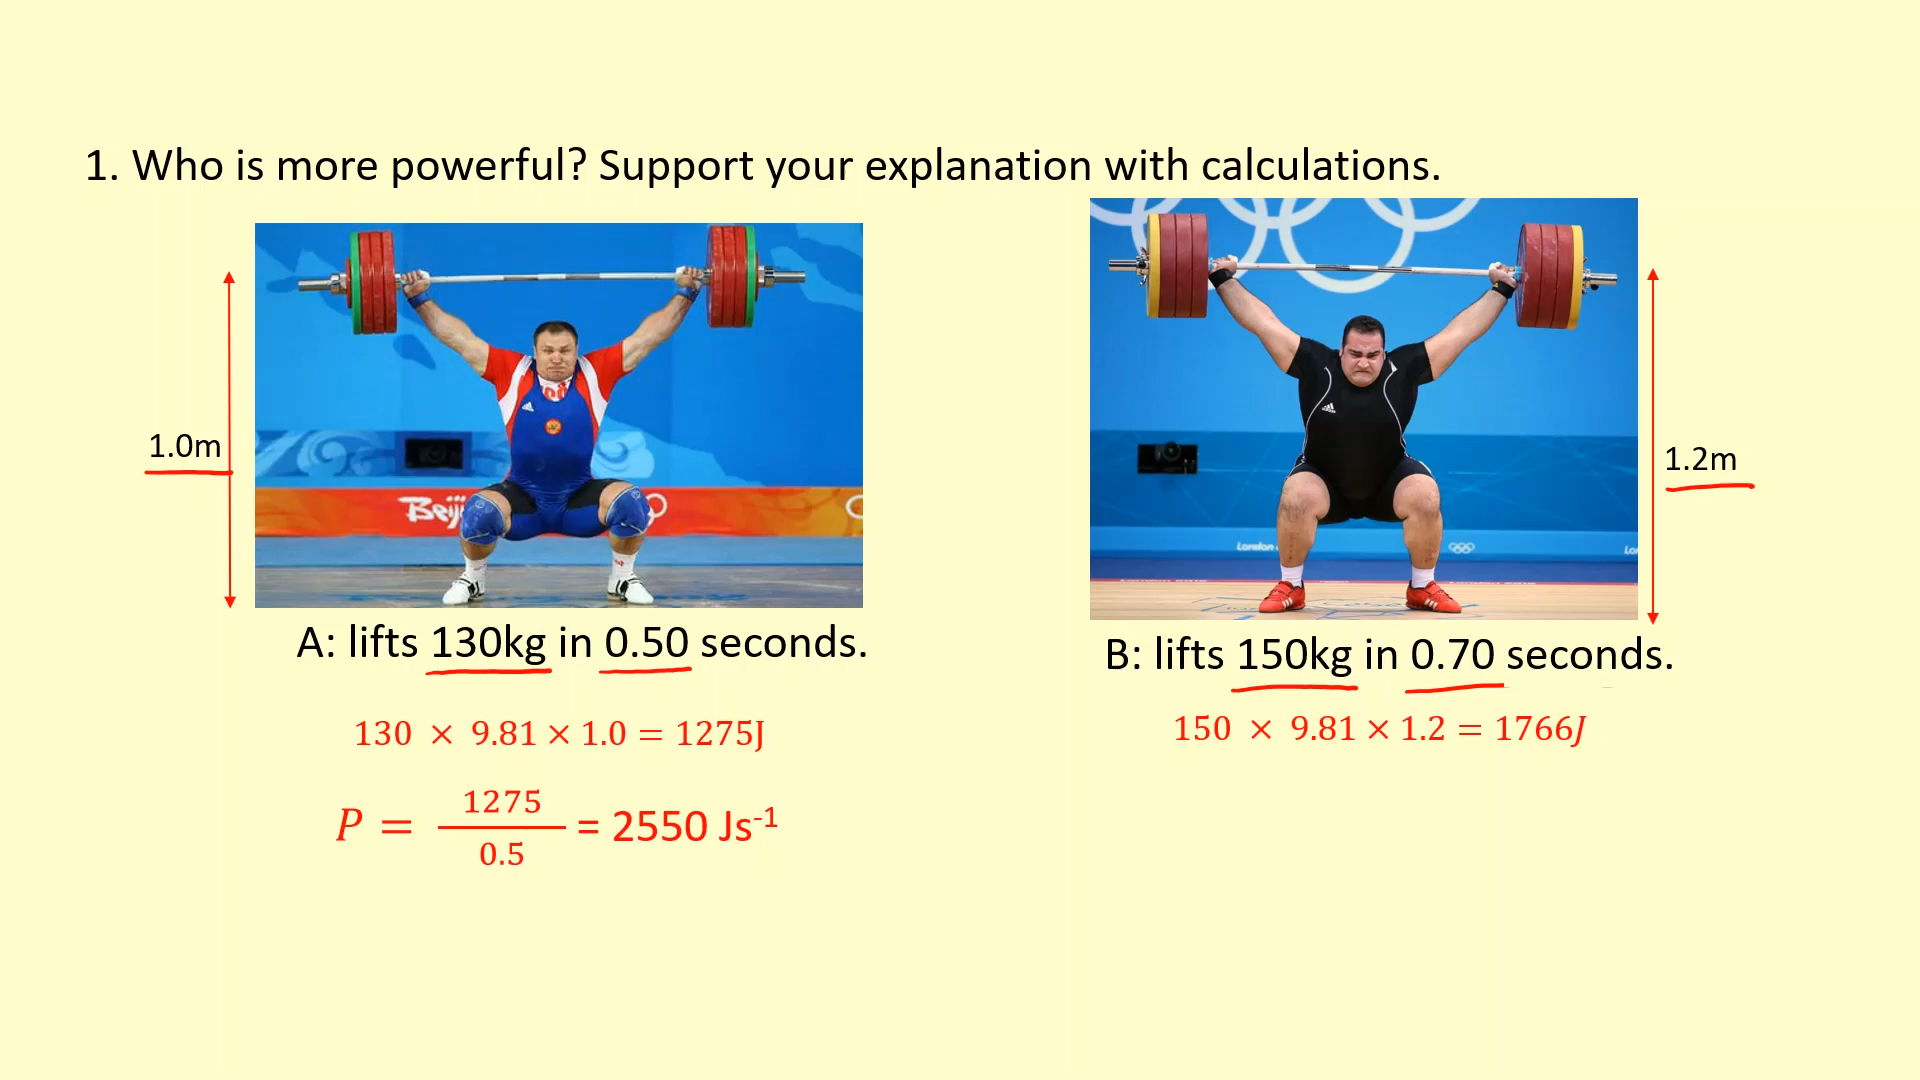 1. Who is more powerful? Support your explanation with calculations.
1.0m
Beij
A: lifts 130kg in 0.50 seconds.
130 × 9.81 × 1.0 = 1275J
P = 1275
0.5
= 2550 Js⁻¹
1.2m
London
B: lifts 150kg in 0.70 seconds.
150 × 9.81 × 1.2 = 1766J